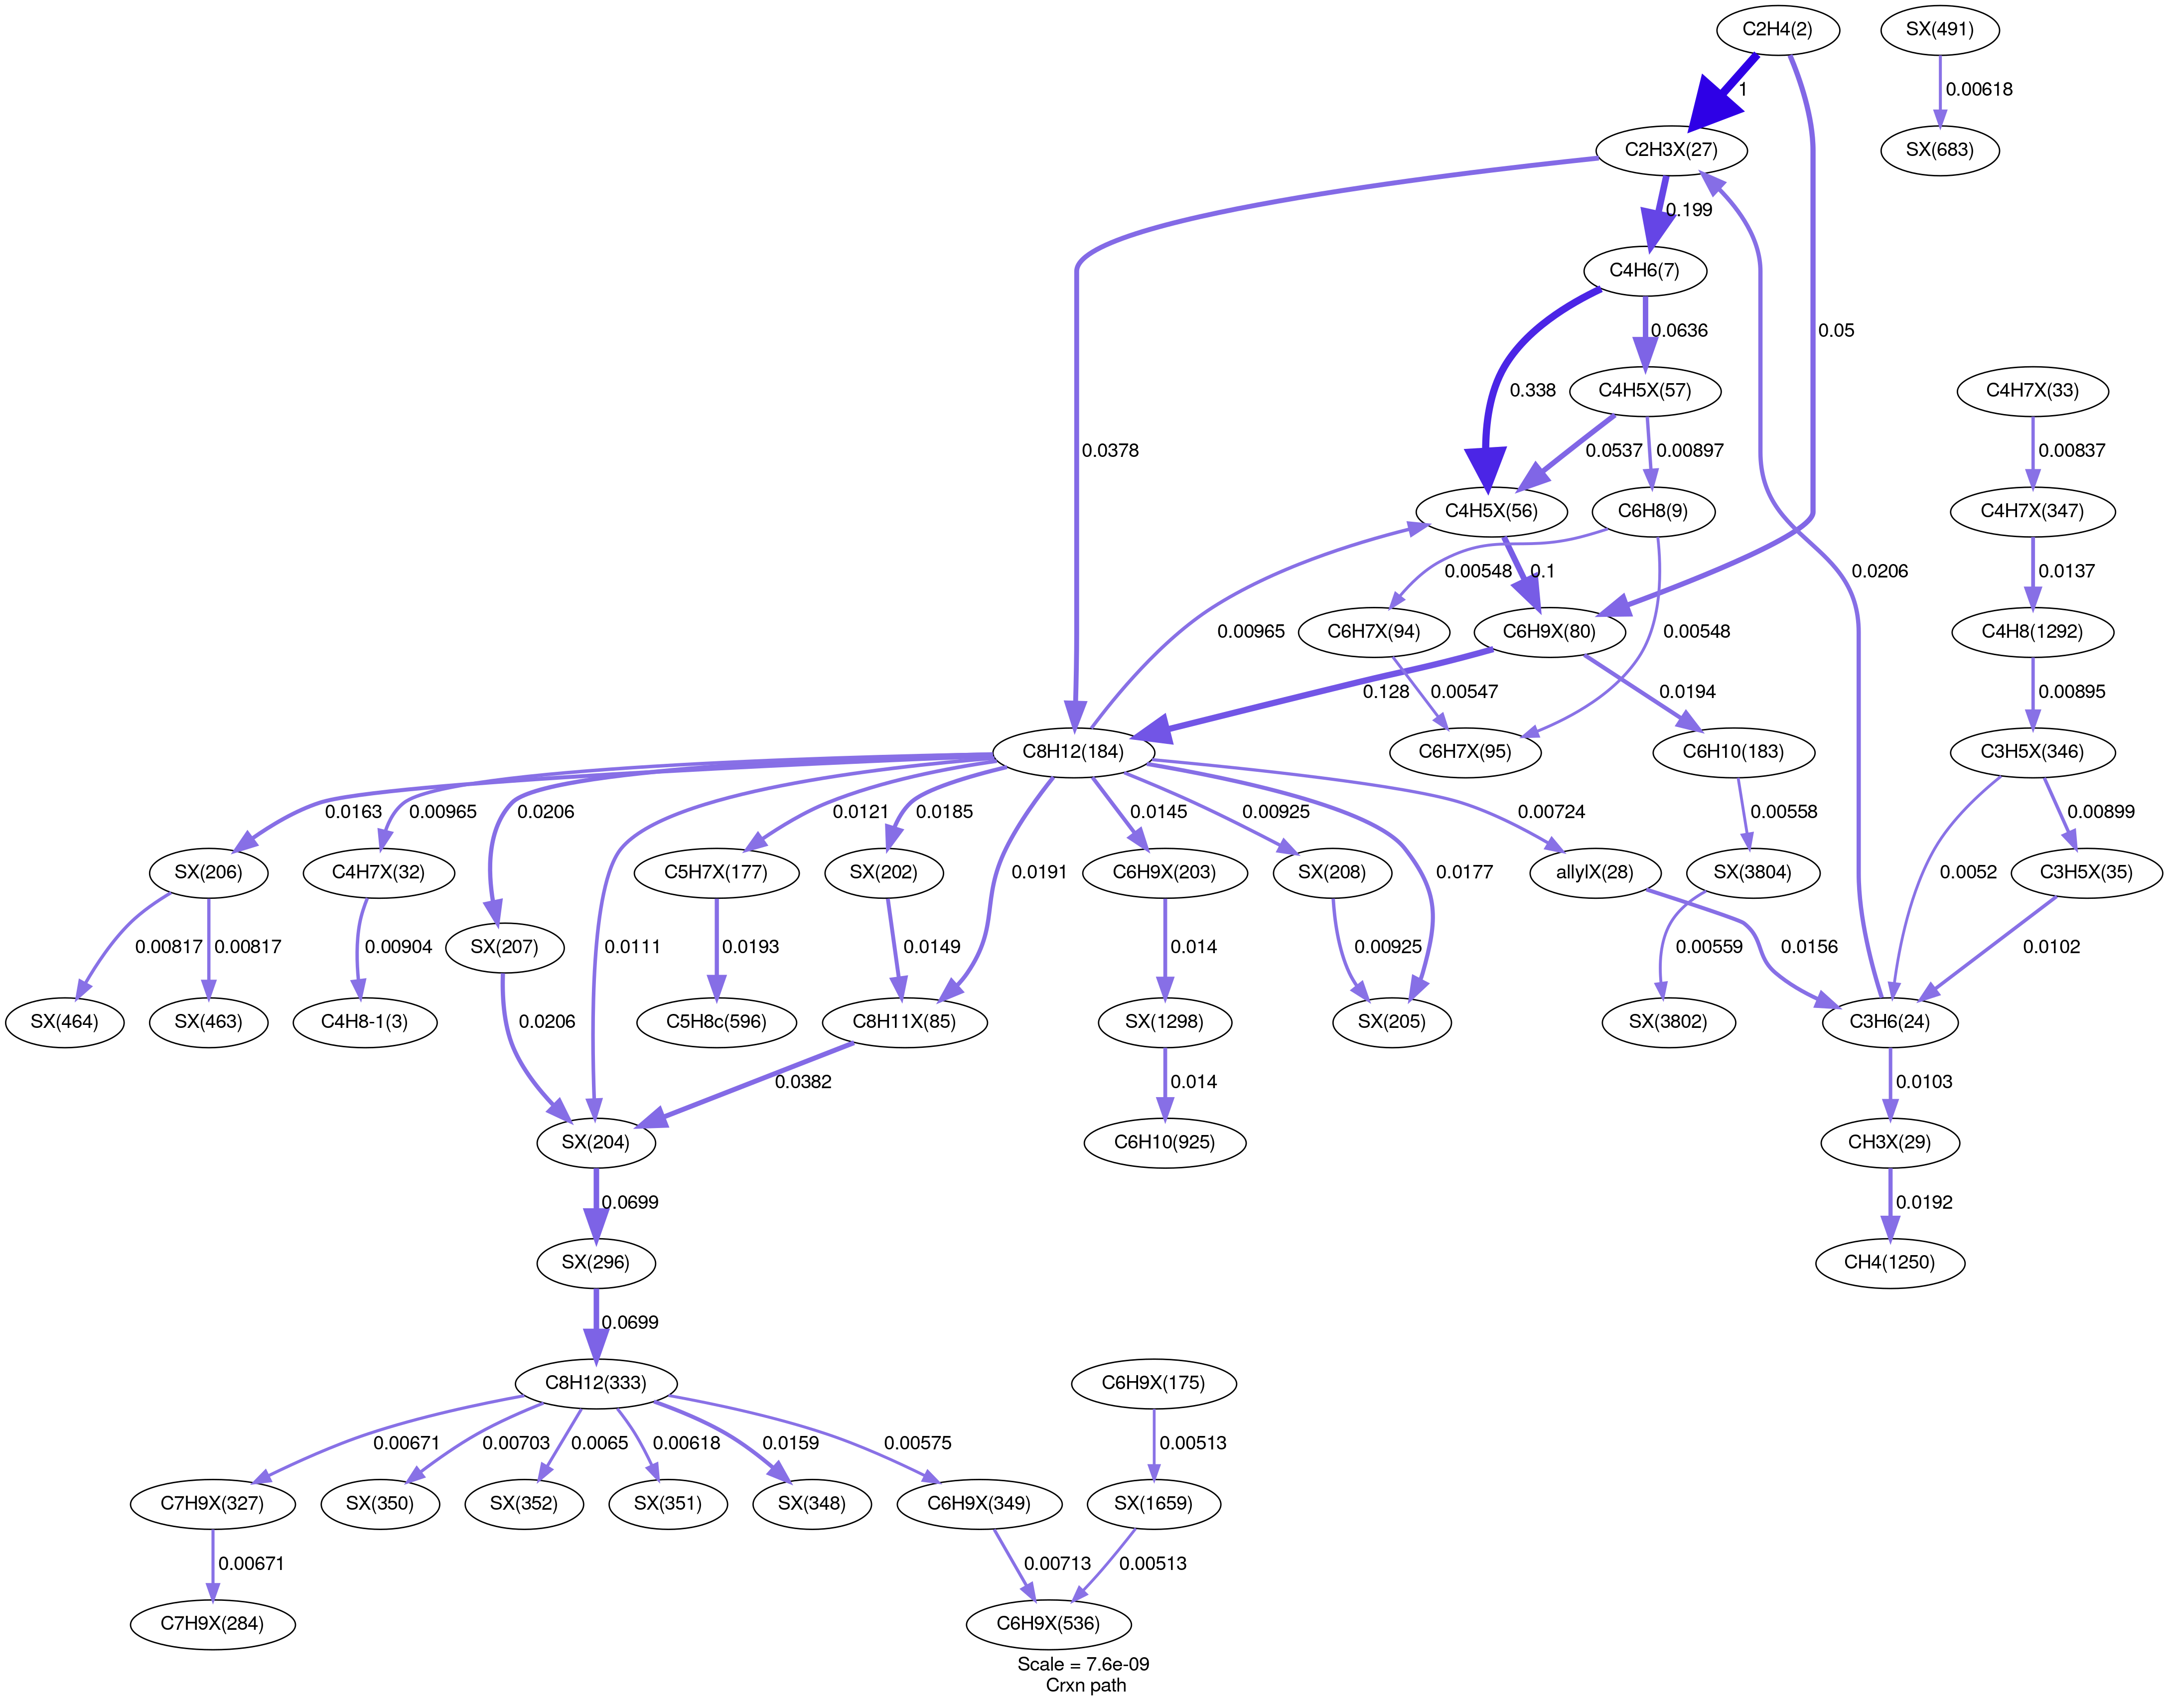 C2H4(2)
SX(491)
1
0.00618
C2H3X(27)
SX(683)
0.199
C4H6(7)
0.0636
0.05
C4H5X(57)
C4H7X(33)
0.338
0.0378
0.0537
0.00897
0.00837
C4H5X(56)
C6H8(9)
C4H7X(347)
0.00548
0.1
0.0206
0.0137
0.00965
C6H7X(94)
C6H9X(80)
0.00548
C4H8(1292)
0.128
0.00547
0.0194
0.00895
C8H12(184)
C6H7X(95)
C6H10(183)
C3H5X(346)
0.0163
0.00965
0.0206
0.0121
0.0185
0.0145
0.00925
0.00724
0.00558
0.00899
SX(206)
C4H7X(32)
C5H7X(177)
SX(202)
0.0191
C6H9X(203)
SX(208)
0.0177
allylX(28)
SX(3804)
0.0052
C3H5X(35)
0.00817
0.00817
0.00904
SX(207)
0.0111
0.0193
0.0149
0.014
0.00925
0.00559
0.0156
0.0102
SX(464)
SX(463)
C4H8-1(3)
0.0206
C5H8c(596)
C8H11X(85)
SX(1298)
SX(205)
SX(3802)
C3H6(24)
0.0382
0.014
0.0103
SX(204)
C6H10(925)
CH3X(29)
0.0699
0.0192
SX(296)
CH4(1250)
0.0699
C8H12(333)
C6H9X(175)
0.00671
0.00703
0.0065
0.00618
0.0159
0.00575
0.00513
C7H9X(327)
SX(350)
SX(352)
SX(351)
SX(348)
C6H9X(349)
SX(1659)
0.00671
0.00713
0.00513
C7H9X(284)
C6H9X(536)
Scale = 7.6e-09
Crxn path